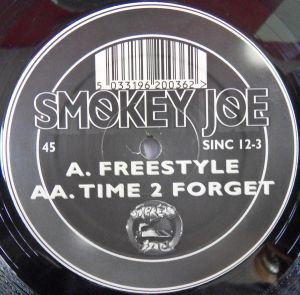 5 033196 200362 >
SMOKEY JOE
45
SINC 12-3
A. FREESTYLE
AA. TIME 2 FORGET